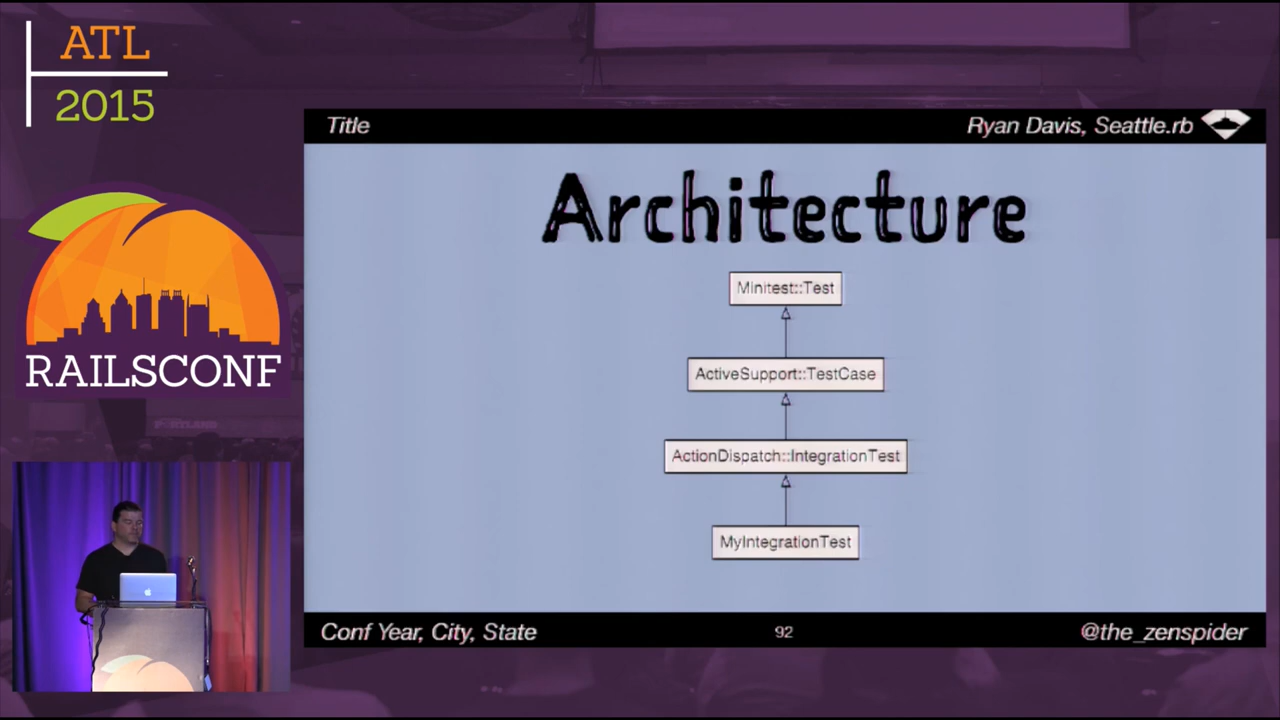 ATL
2015
RAILSCONF
Title
Ryan Davis, Seattle.rb
Architecture
Minitest::Test
ActiveSupport::TestCase
ActionDispatch::IntegrationTest
MyIntegrationTest
Conf Year, City, State
92
@the_zenspider
PORTLAND